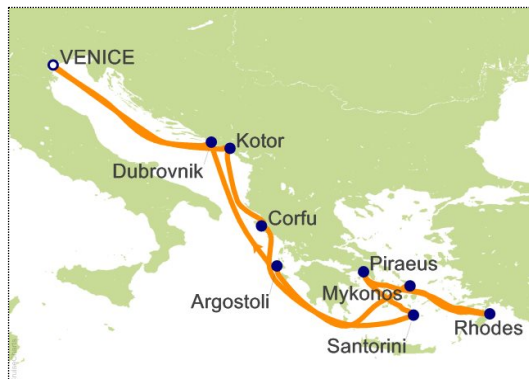 VENICE
Kotor
Dubrovnik
Corfu
Piraeus
Argostoli
Mykonos
Rhodes
Santorini